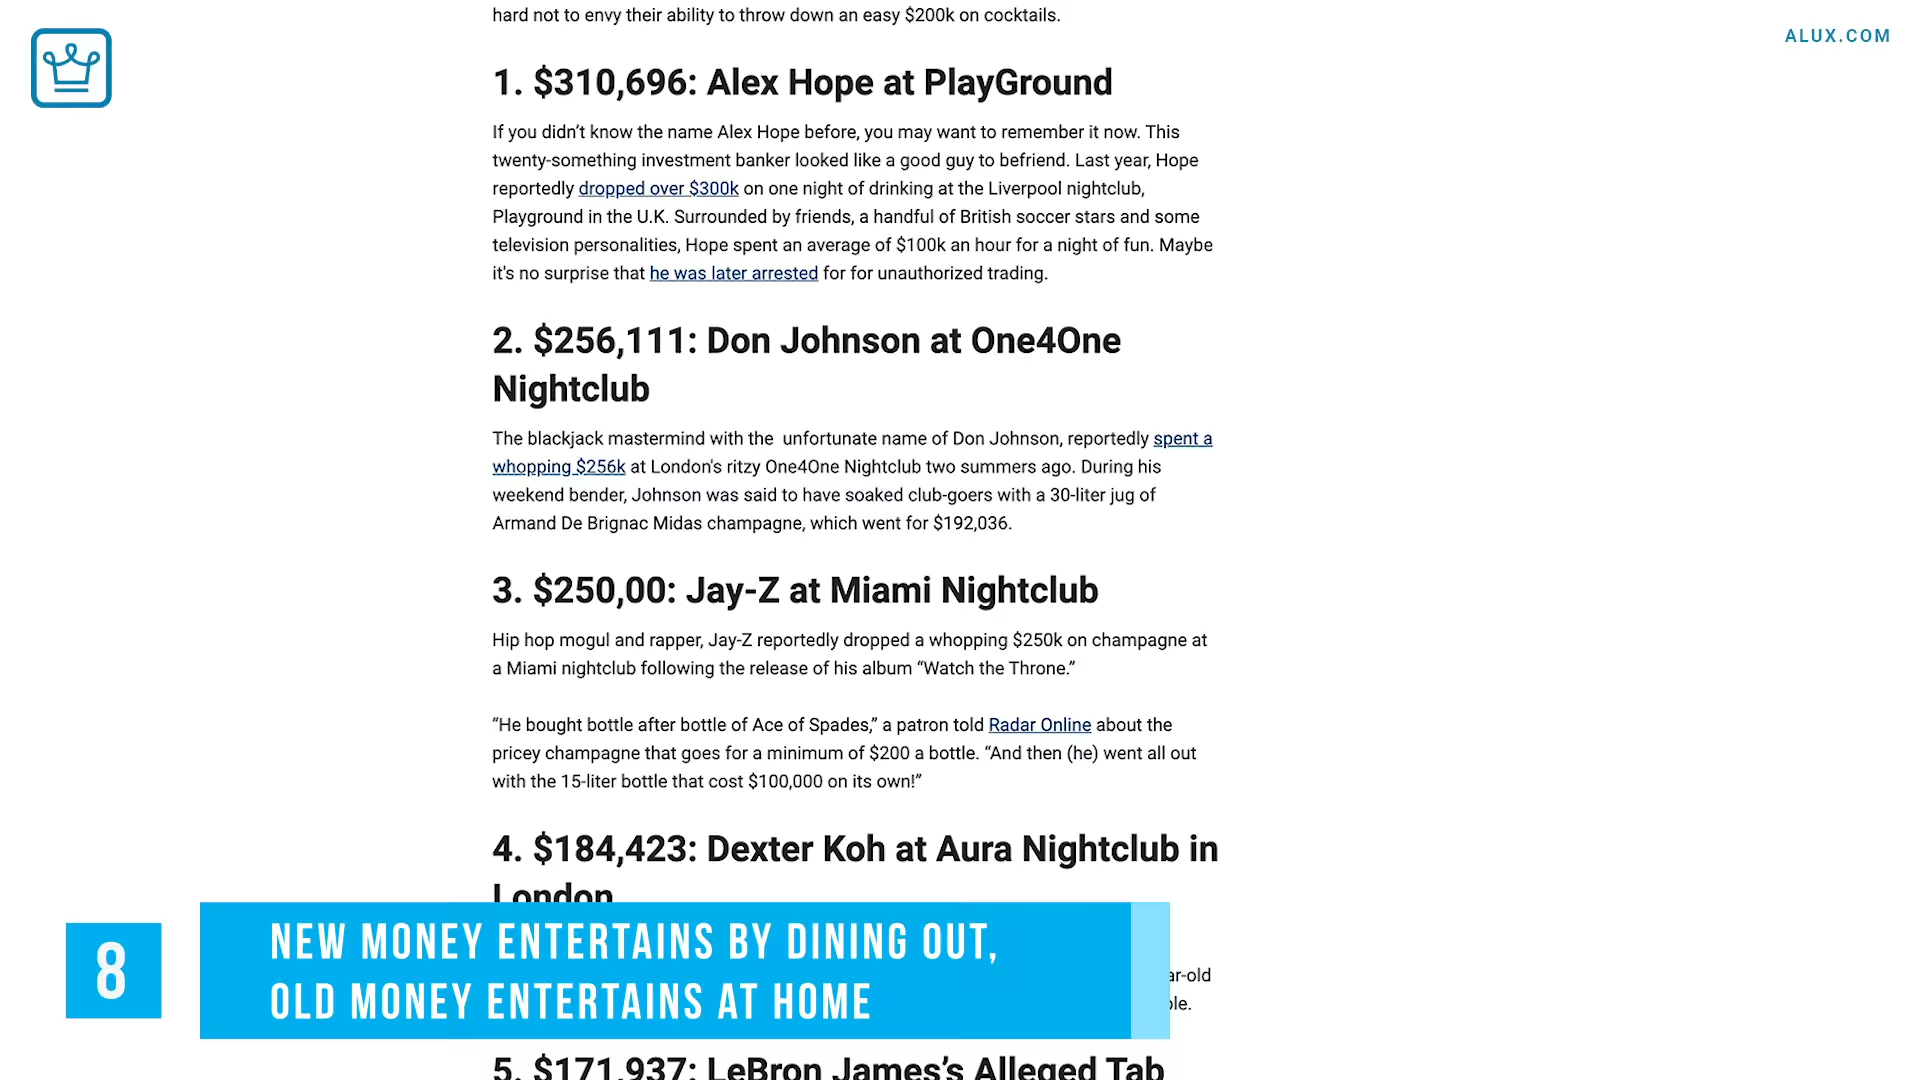 hard not to envy their ability to throw down an easy $200k on cocktails.
ALUX.COM
1. $310,696: Alex Hope at PlayGround
If you didn’t know the name Alex Hope before, you may want to remember it now. This
twenty-something investment banker looked like a good guy to befriend. Last year, Hope
reportedly dropped over $300k on one night of drinking at the Liverpool nightclub,
Playground in the U.K. Surrounded by friends, a handful of British soccer stars and some
television personalities, Hope spent an average of $100k an hour for a night of fun. Maybe
it's no surprise that he was later arrested for for unauthorized trading.
2. $256,111: Don Johnson at One4One
Nightclub
The blackjack mastermind with the  unfortunate name of Don Johnson, reportedly spent a
whopping $256k at London's ritzy One4One Nightclub two summers ago. During his
weekend bender, Johnson was said to have soaked club-goers with a 30-liter jug of
Armand De Brignac Midas champagne, which went for $192,036.
3. $250,00: Jay-Z at Miami Nightclub
Hip hop mogul and rapper, Jay-Z reportedly dropped a whopping $250k on champagne at
a Miami nightclub following the release of his album “Watch the Throne.”
“He bought bottle after bottle of Ace of Spades,” a patron told Radar Online about the
pricey champagne that goes for a minimum of $200 a bottle. “And then (he) went all out
with the 15-liter bottle that cost $100,000 on its own!”
4. $184,423: Dexter Koh at Aura Nightclub in
London
8
NEW MONEY ENTERTAINS BY DINING OUT,
OLD MONEY ENTERTAINS AT HOME
ar-old
5. $171,937: LeBron James’s Alleged Tab